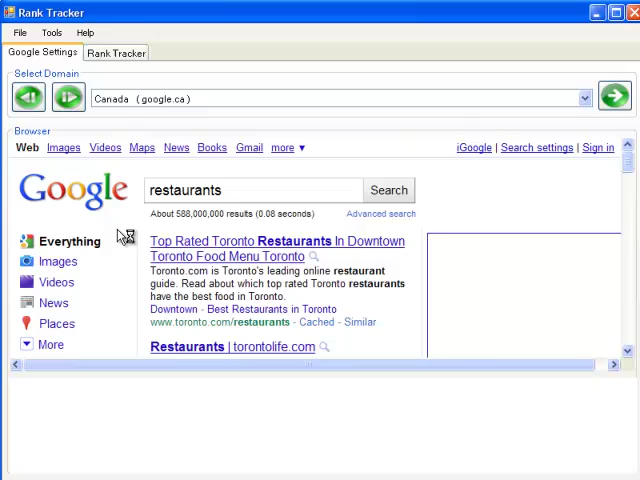 Rank Tracker
File Tools Help
Google Settings Rank Tracker
Select Domain
Canada (google.ca)
Browser
Web Images Videos Maps News Books Gmail more ▼ iGoogle | Search settings | Sign in
Google restaurants Search
About 588,000,000 results (0.08 seconds) Advanced search
Everything
Images
Videos
News
Places
More
Top Rated Toronto Restaurants In Downtown
Toronto Food Menu Toronto
Toronto.com is Toronto's leading online restaurant
guide. Read about which top rated Toronto restaurants
have the best food in Toronto.
Downtown - Best Restaurants in Toronto
www.toronto.com/restaurants - Cached - Similar
Restaurants | torontolife.com